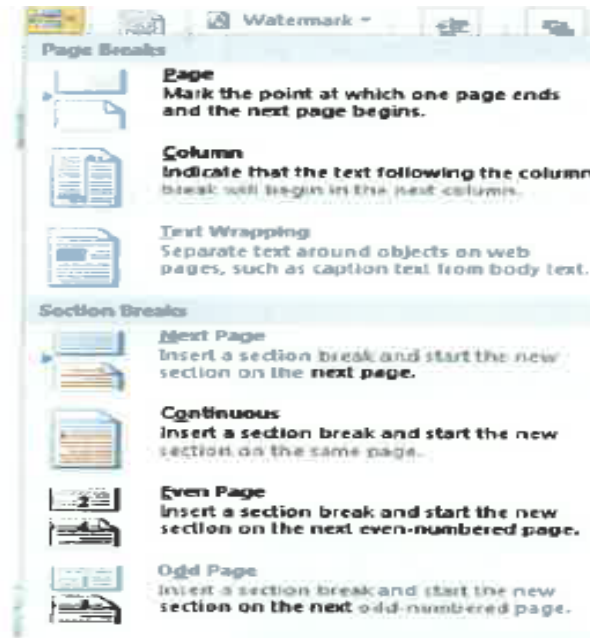 Watermark
Page Breaks
Page
Mark the point at which one page ends
and the next page begins.
Column
Indicate that the text following the column
break will begin in the next column.
Text Wrapping
Separate text around objects on web
pages, such as caption text from body text.
Section Breaks
Next Page
Insert a section break and start the new
section on the next page.
Continuous
Insert a section break and start the new
section on the same page.
Even Page
Insert a section break and start the new
section on the next even-numbered page.
2
4
Odd Page
Insert a section break and start the new
section on the next odd-numbered page.